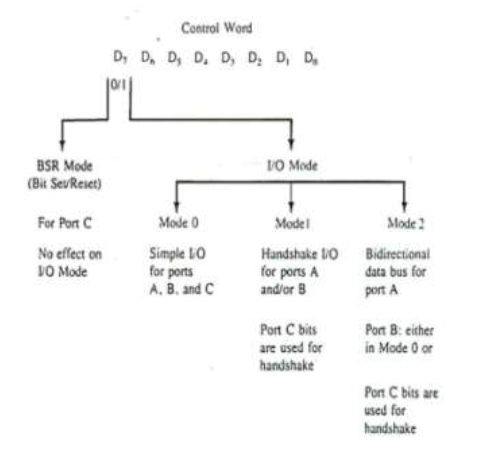 Control Word
D₇ D₆ D₅ D₄ D₃ D₂ D₁ D₀
0/1
BSR Mode
(Bit Set/Reset)
For Port C
No effect on
I/O Mode
I/O Mode
Mode 0
Simple I/O
for ports
A, B, and C
Mode1
Handshake I/O
for ports A
and/or B
Port C bits
are used for
handshake
Mode 2
Bidirectional
data bus for
port A
Port B: either
in Mode 0 or
Port C bits are
used for
handshake